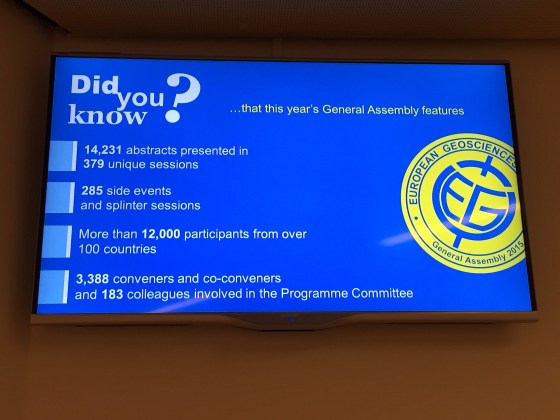 Did
you
know
?
...that this year's General Assembly features
14,231 abstracts presented in
379 unique sessions
285 side events
and splinter sessions
More than 12,000 participants from over
100 countries
3,388 conveners and co-conveners
and 183 colleagues involved in the Programme Committee
EUROPEAN GEOSCIENCES
EGU
General Assembly 2015